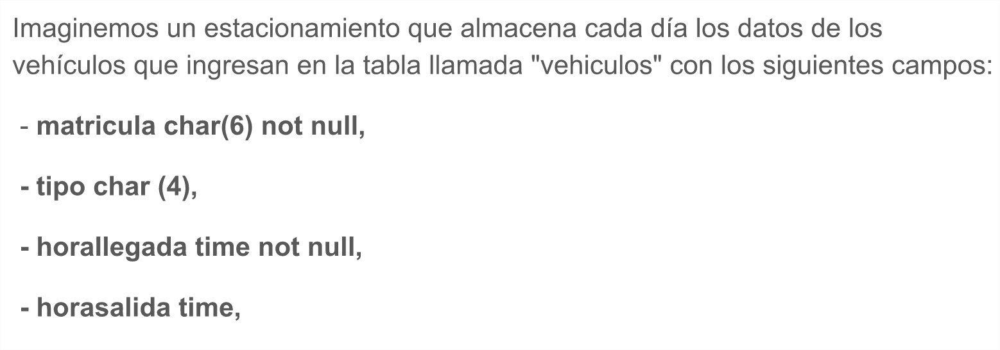 Imaginemos un estacionamiento que almacena cada día los datos de los
vehículos que ingresan en la tabla llamada "vehiculos" con los siguientes campos:
- matricula char(6) not null,
- tipo char (4),
- horallegada time not null,
- horasalida time,